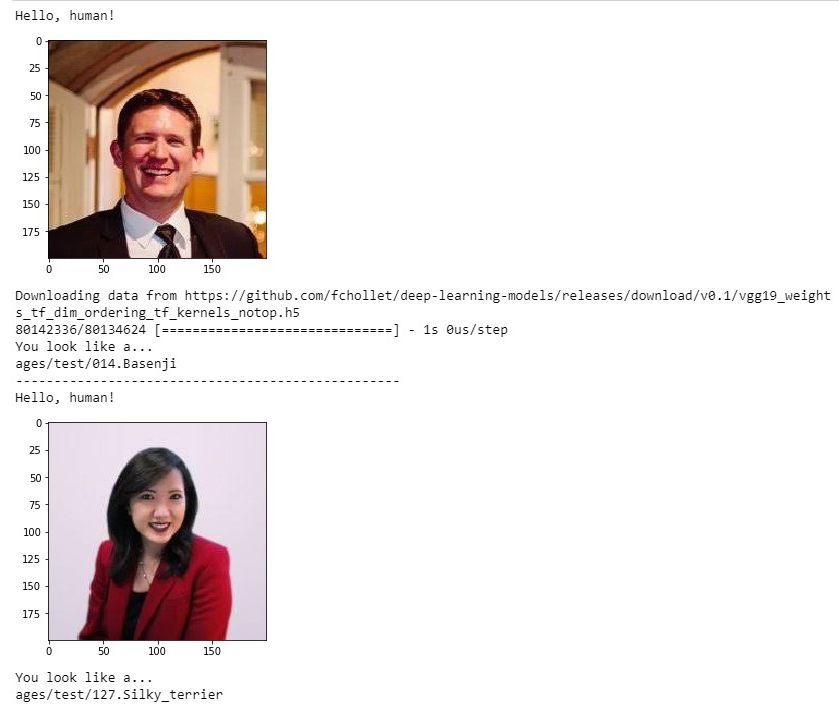 Hello, human!
0
25
50
75
100
125
150
175
0 50 100 150
Downloading data from https://github.com/fchollet/deep-learning-models/releases/download/v0.1/vgg19_weight
s_tf_dim_ordering_tf_kernels_notop.h5
80142336/80134624 [==============================] - 1s 0us/step
You look like a...
ages/test/014.Basenji
--------------------------------------------------
Hello, human!
0
25
50
75
100
125
150
175
0 50 100 150
You look like a...
ages/test/127.Silky_terrier